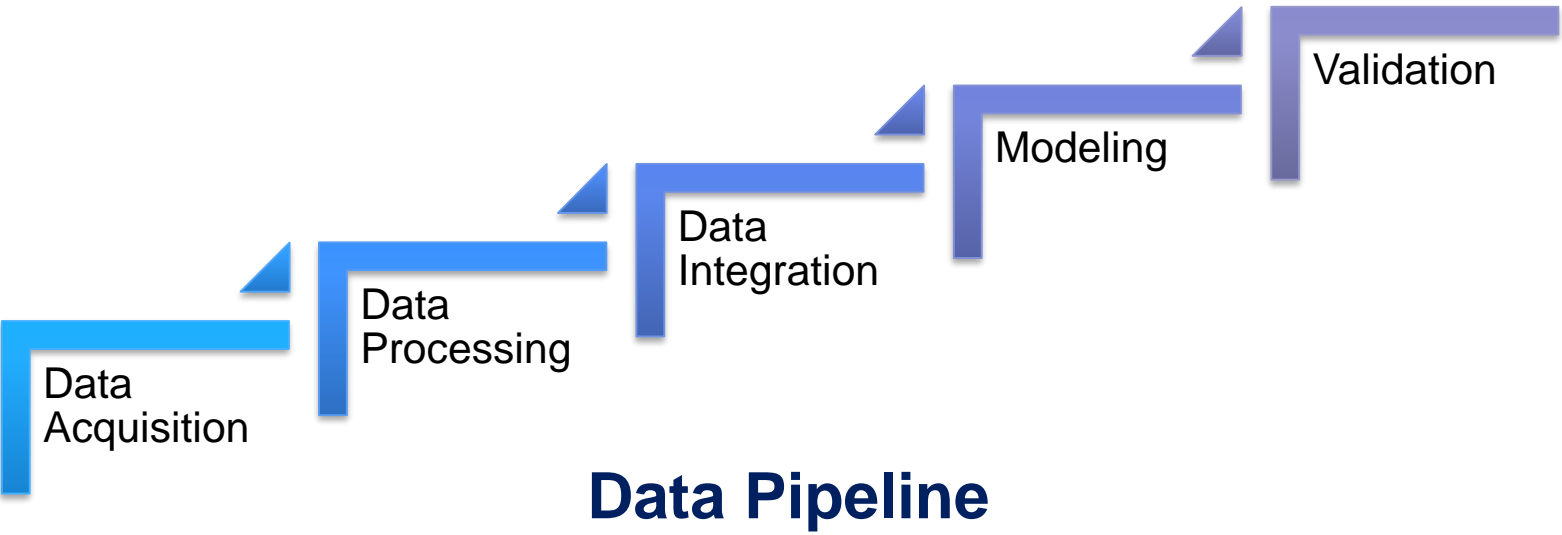 Data
Acquisition
Data
Processing
Data
Integration
Modeling
Validation
Data Pipeline